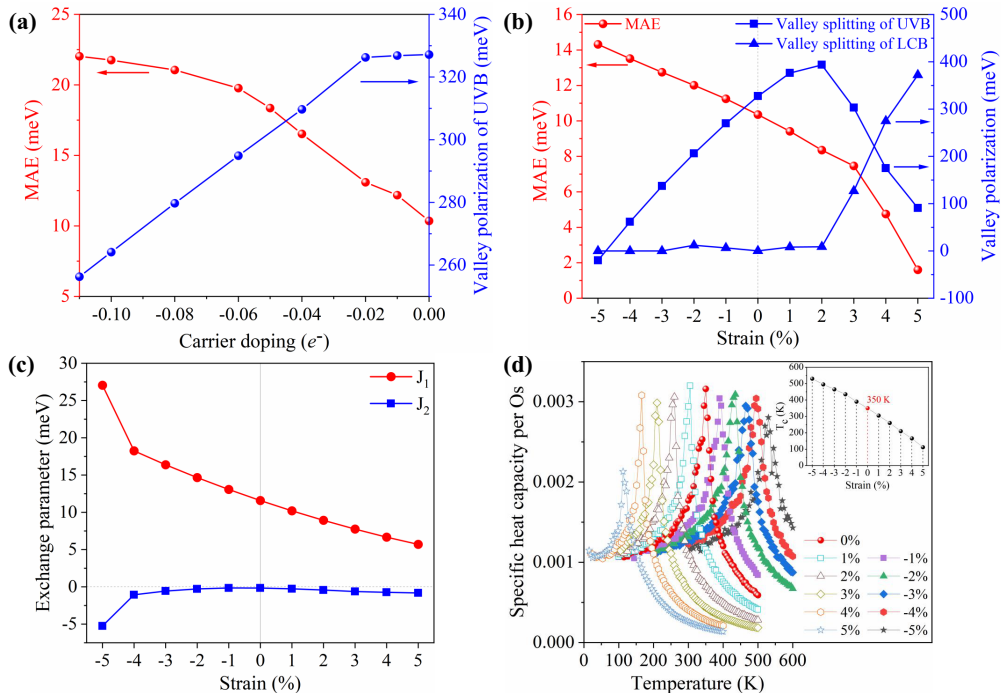 (a)
25
20
15
10
5
MAE (meV)
-0.10 -0.08 -0.06 -0.04 -0.02 0.00
Carrier doping (e-)
340
320
300
280
260
Valley polarization of UVB (meV)
(b)
16
14
12
10
8
6
4
2
0
MAE (meV)
MAE
Valley splitting of UVB
Valley splitting of LCB
-5 -4 -3 -2 -1 0 1 2 3 4 5
Strain (%)
500
400
300
200
100
0
-100
Valley polarization (meV)
(c)
30
25
20
15
10
5
0
-5
Exchange parameter (meV)
J1
J2
-5 -4 -3 -2 -1 0 1 2 3 4 5
Strain (%)
(d)
0.003
0.002
0.001
0.000
Specific heat capacity per Os
0 100 200 300 400 500 600
Temperature (K)
0%
1% -1%
2% -2%
3% -3%
4% -4%
5% -5%
600
500
400
300
200
100
0
Tc (K)
350 K
-5 -4 -3 -2 -1 0 1 2 3 4 5
Strain (%)